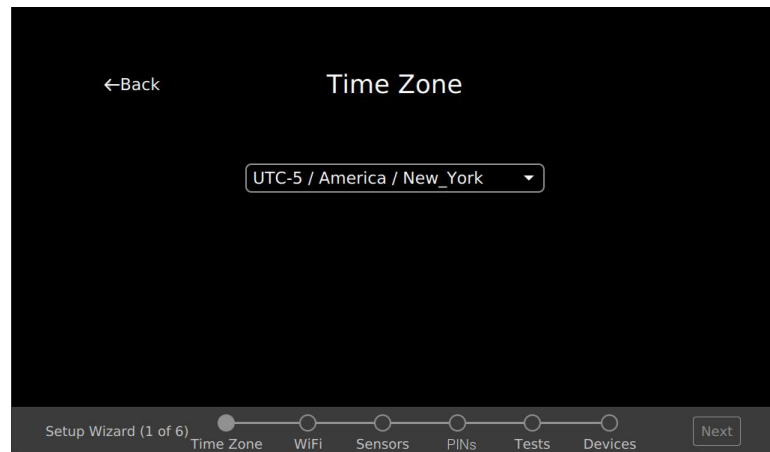 ←Back
Time Zone
UTC-5 / America / New_York
Setup Wizard (1 of 6)
Time Zone
WiFi
Sensors
PINs
Tests
Devices
Next